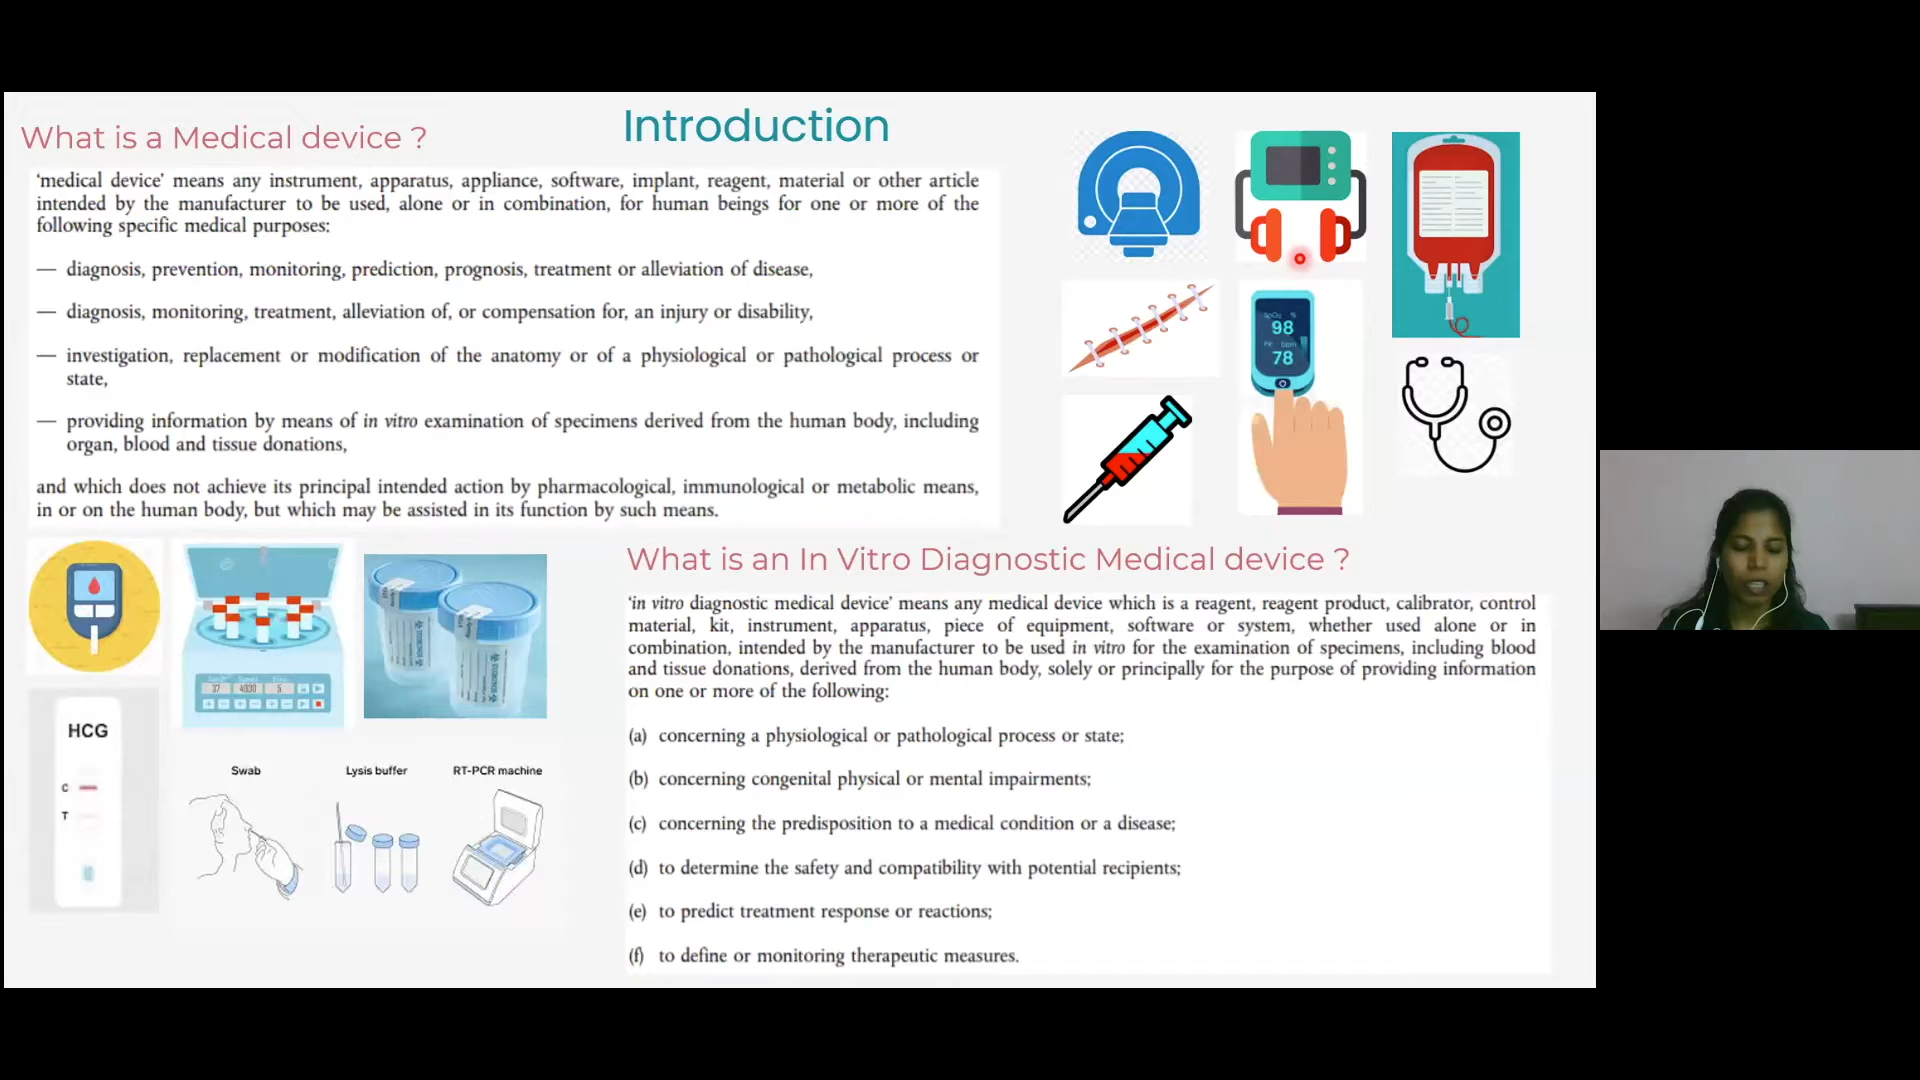 Introduction
What is a Medical device ?
‘medical device’ means any instrument, apparatus, appliance, software, implant, reagent, material or other article
intended by the manufacturer to be used, alone or in combination, for human beings for one or more of the
following specific medical purposes:
— diagnosis, prevention, monitoring, prediction, prognosis, treatment or alleviation of disease,
— diagnosis, monitoring, treatment, alleviation of, or compensation for, an injury or disability,
— investigation, replacement or modification of the anatomy or of a physiological or pathological process or
state,
— providing information by means of in vitro examination of specimens derived from the human body, including
organ, blood and tissue donations,
and which does not achieve its principal intended action by pharmacological, immunological or metabolic means,
in or on the human body, but which may be assisted in its function by such means.
SpO₂ %
98
PR bpm
78
37 4000 5
HCG
C
T
Swab Lysis buffer RT-PCR machine
What is an In Vitro Diagnostic Medical device ?
‘in vitro diagnostic medical device’ means any medical device which is a reagent, reagent product, calibrator, control
material, kit, instrument, apparatus, piece of equipment, software or system, whether used alone or in
combination, intended by the manufacturer to be used in vitro for the examination of specimens, including blood
and tissue donations, derived from the human body, solely or principally for the purpose of providing information
on one or more of the following:
(a) concerning a physiological or pathological process or state;
(b) concerning congenital physical or mental impairments;
(c) concerning the predisposition to a medical condition or a disease;
(d) to determine the safety and compatibility with potential recipients;
(e) to predict treatment response or reactions;
(f) to define or monitoring therapeutic measures.